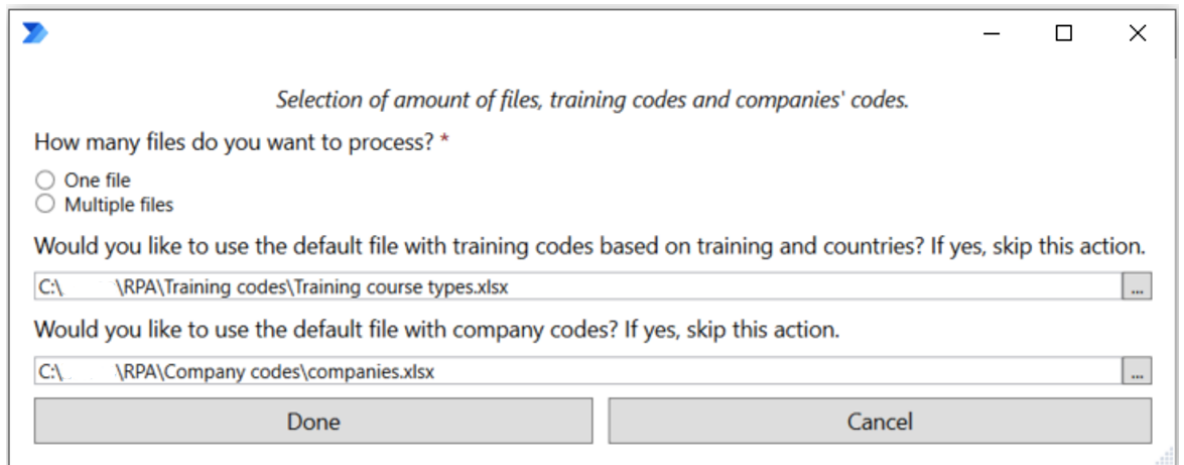 Selection of amount of files, training codes and companies' codes.
How many files do you want to process? *
One file
Multiple files
Would you like to use the default file with training codes based on training and countries? If yes, skip this action.
C:\ \RPA\Training codes\Training course types.xlsx
...
Would you like to use the default file with company codes? If yes, skip this action.
C:\ \RPA\Company codes\companies.xlsx
...
Done
Cancel